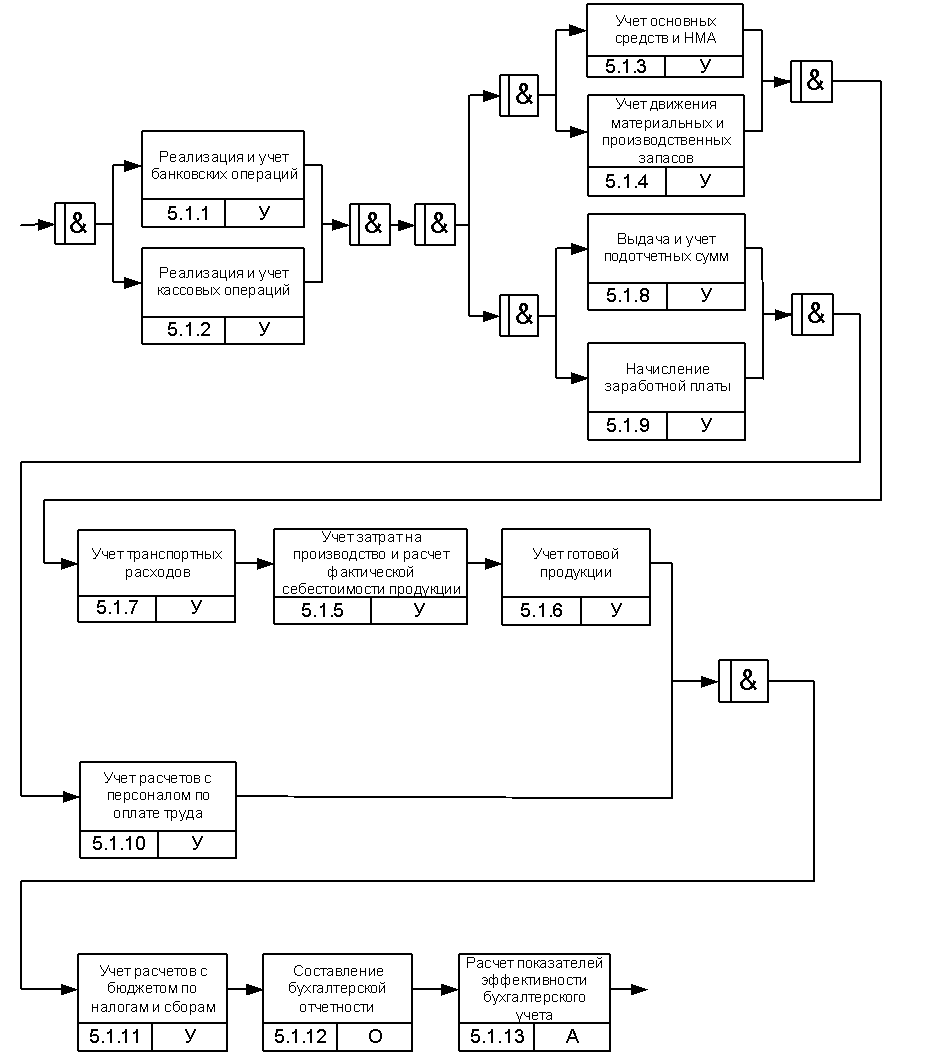 Учет основных
средств и НМА
5.1.3 У
&
&
Учет движения
материальных и
производственных
запасов
5.1.4 У
Реализация и учет
банковских операций
5.1.1 У
&
&
&
Реализация и учет
кассовых операций
5.1.2 У
Выдача и учет
подотчетных сумм
5.1.8 У
&
&
Начисление
заработной платы
5.1.9 У
Учет транспортных
расходов
5.1.7 У
Учет затрат на
производство и расчет
фактической
себестоимости продукции
5.1.5 У
Учет готовой
продукции
5.1.6 У
&
Учет расчетов с
персоналом по
оплате труда
5.1.10 У
Учет расчетов с
бюджетом по
налогам и сборам
5.1.11 У
Составление
бухгалтерской
отчетности
5.1.12 О
Расчет показателей
эффективности
бухгалтерского
учета
5.1.13 А